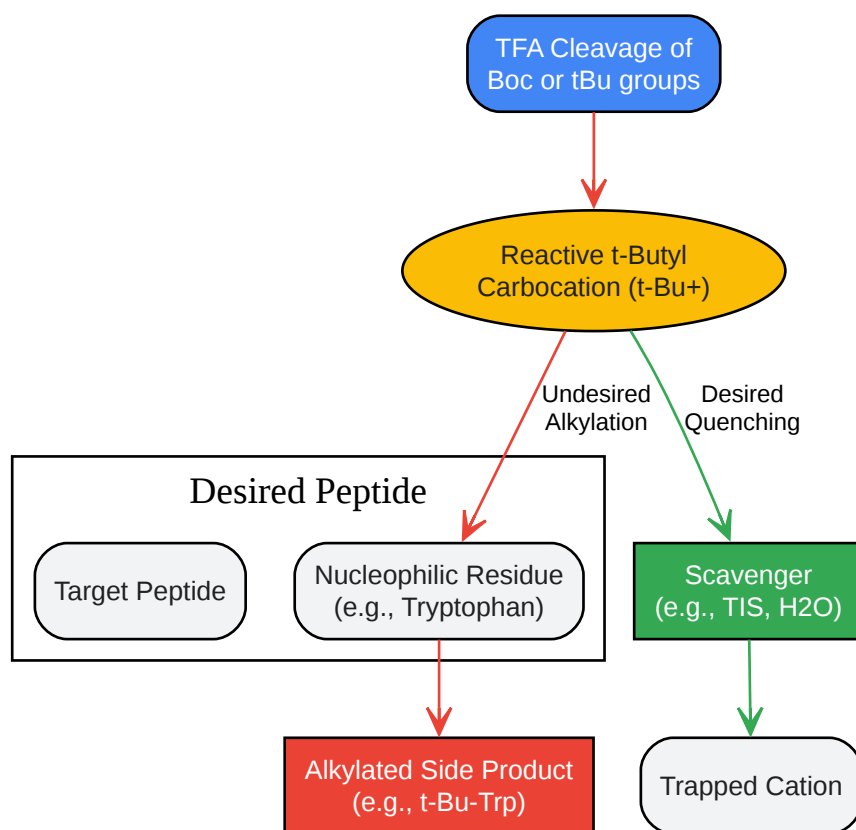 TFA Cleavage of
Boc or tBu groups
Reactive t-Butyl
Carbocation (t-Bu+)
Undesired
Alkylation
Desired
Quenching
Desired Peptide
Target Peptide
Nucleophilic Residue
(e.g., Tryptophan)
Scavenger
(e.g., TIS, H2O)
Alkylated Side Product
(e.g., t-Bu-Trp)
Trapped Cation